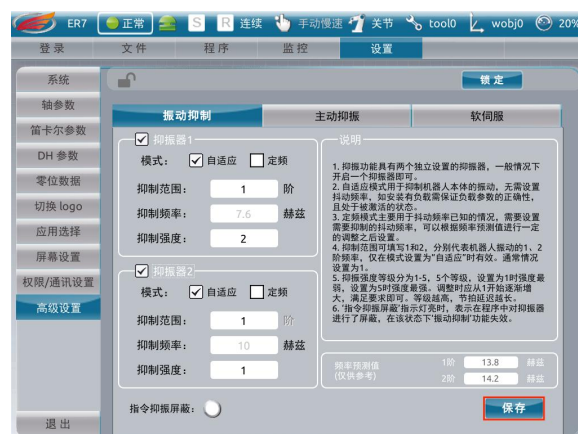 ER7 正常 S R 连续 手动慢速 关节 tool0 wobj0 20%
登录 文件 程序 监控 设置
系统
轴参数
笛卡尔参数
DH 参数
零位数据
切换 logo
应用选择
屏幕设置
权限/通讯设置
高级设置
退出
锁定
振动抑制 主动抑振 软伺服
抑振器1
模式： 自适应 定频
抑制范围： 1 阶
抑制频率： 7.6 赫兹
抑制强度： 2
抑振器2
模式： 自适应 定频
抑制范围： 1 阶
抑制频率： 10 赫兹
抑制强度： 1
指令抑振屏蔽：
说明
1. 抑振功能具有两个独立设置的抑振器，一般情况下
开启一个抑振器即可。
2. 自适应模式用于抑制机器人本体的振动，无需设置
抖动频率，如安装有负载需保证负载参数的正确性，
且处于被激活的状态。
3. 定频模式主要用于抖动频率已知的情况，需要设置
需要抑制的抖动频率，可以根据频率预测值进行一定
的调整之后设置。
4. 抑制范围可填写1和2，分别代表机器人振动的1、2
阶频率，仅在模式设置为"自适应"时有效。通常情况
设置为1。
5. 抑振强度等级分为1-5，5个等级，设置为1时强度最
弱，设置为5时强度最强。调整时应从1开始逐渐增
大，满足要求即可。等级越高，节拍延迟越长。
6. '指令抑振屏蔽'指示灯亮时，表示在程序中对抑振器
进行了屏蔽，在该状态下'振动抑制'功能失效。
频率预测值
(仅供参考)
1阶 13.8 赫兹
2阶 14.2 赫兹
保存